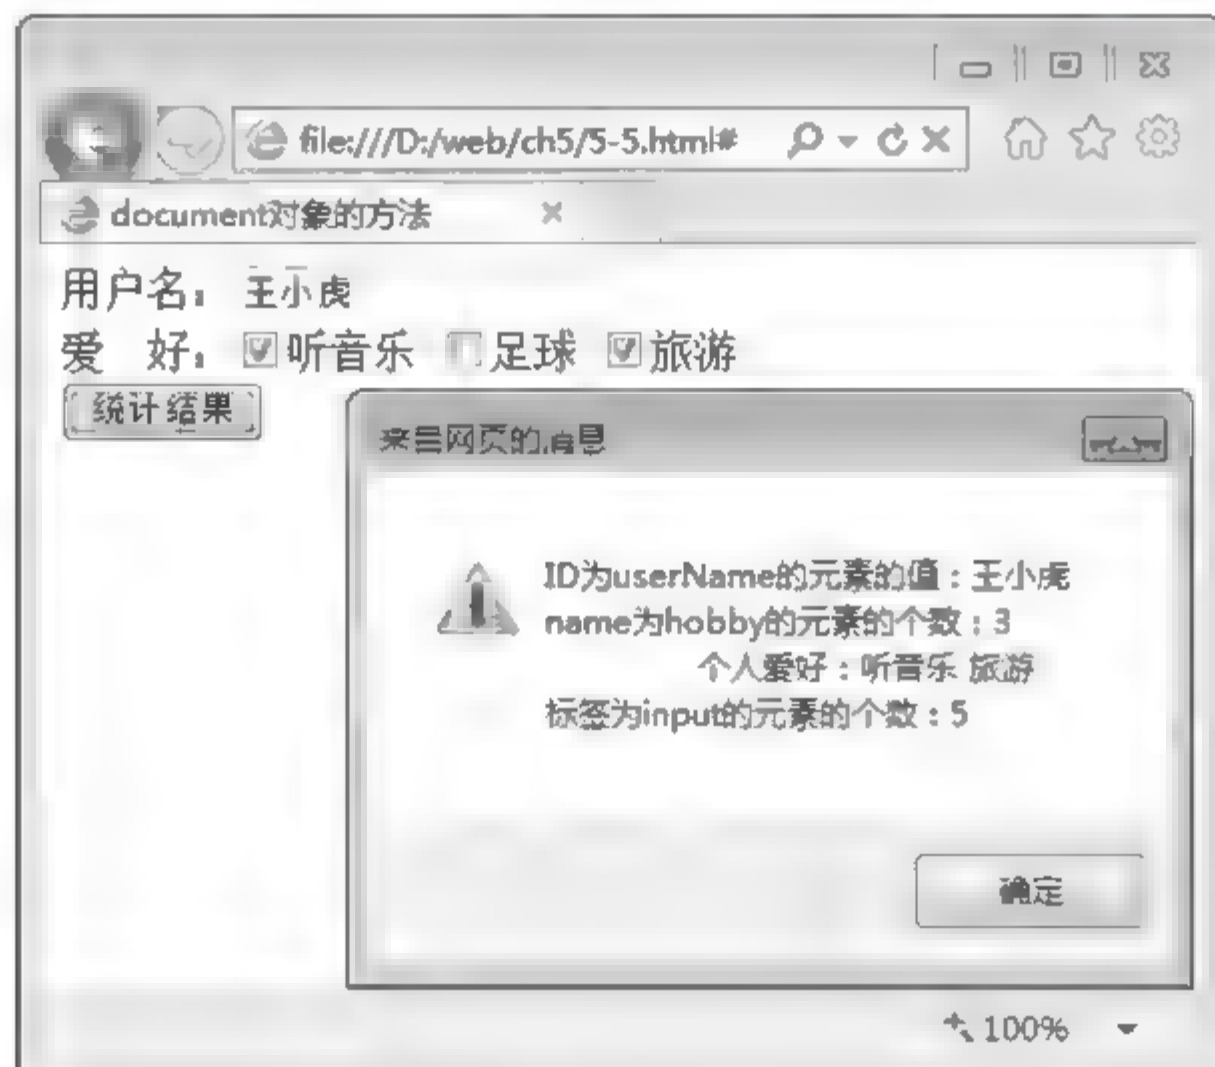 file:///D:/web/ch5/5-5.html#
document对象的方法
用户名：王小虎
爱 好：听音乐 足球 旅游
统计结果
来自网页的消息
ID为userName的元素的值：王小虎
name为hobby的元素的个数：3
个人爱好：听音乐 旅游
标签为input的元素的个数：5
确定
100%